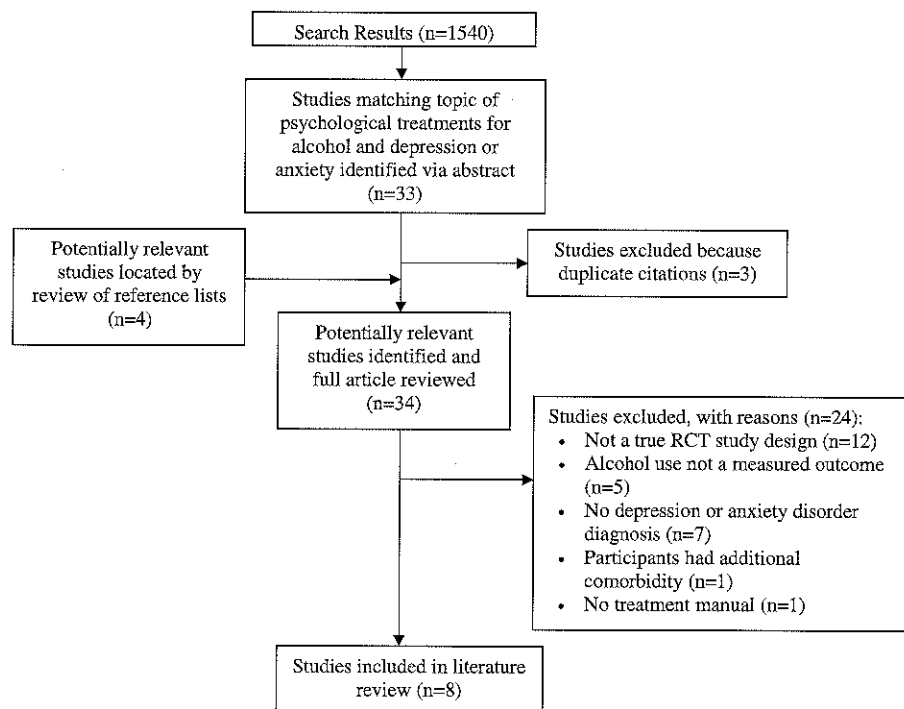 Search Results (n=1540)
Studies matching topic of
psychological treatments for
alcohol and depression or
anxiety identified via abstract
(n=33)
Potentially relevant
studies located by
review of reference lists
(n=4)
Studies excluded because
duplicate citations (n=3)
Potentially relevant
studies identified and
full article reviewed
(n=34)
Studies excluded, with reasons (n=24):
• Not a true RCT study design (n=12)
• Alcohol use not a measured outcome
(n=5)
• No depression or anxiety disorder
diagnosis (n=7)
• Participants had additional
comorbidity (n=1)
• No treatment manual (n=1)
Studies included in literature
review (n=8)